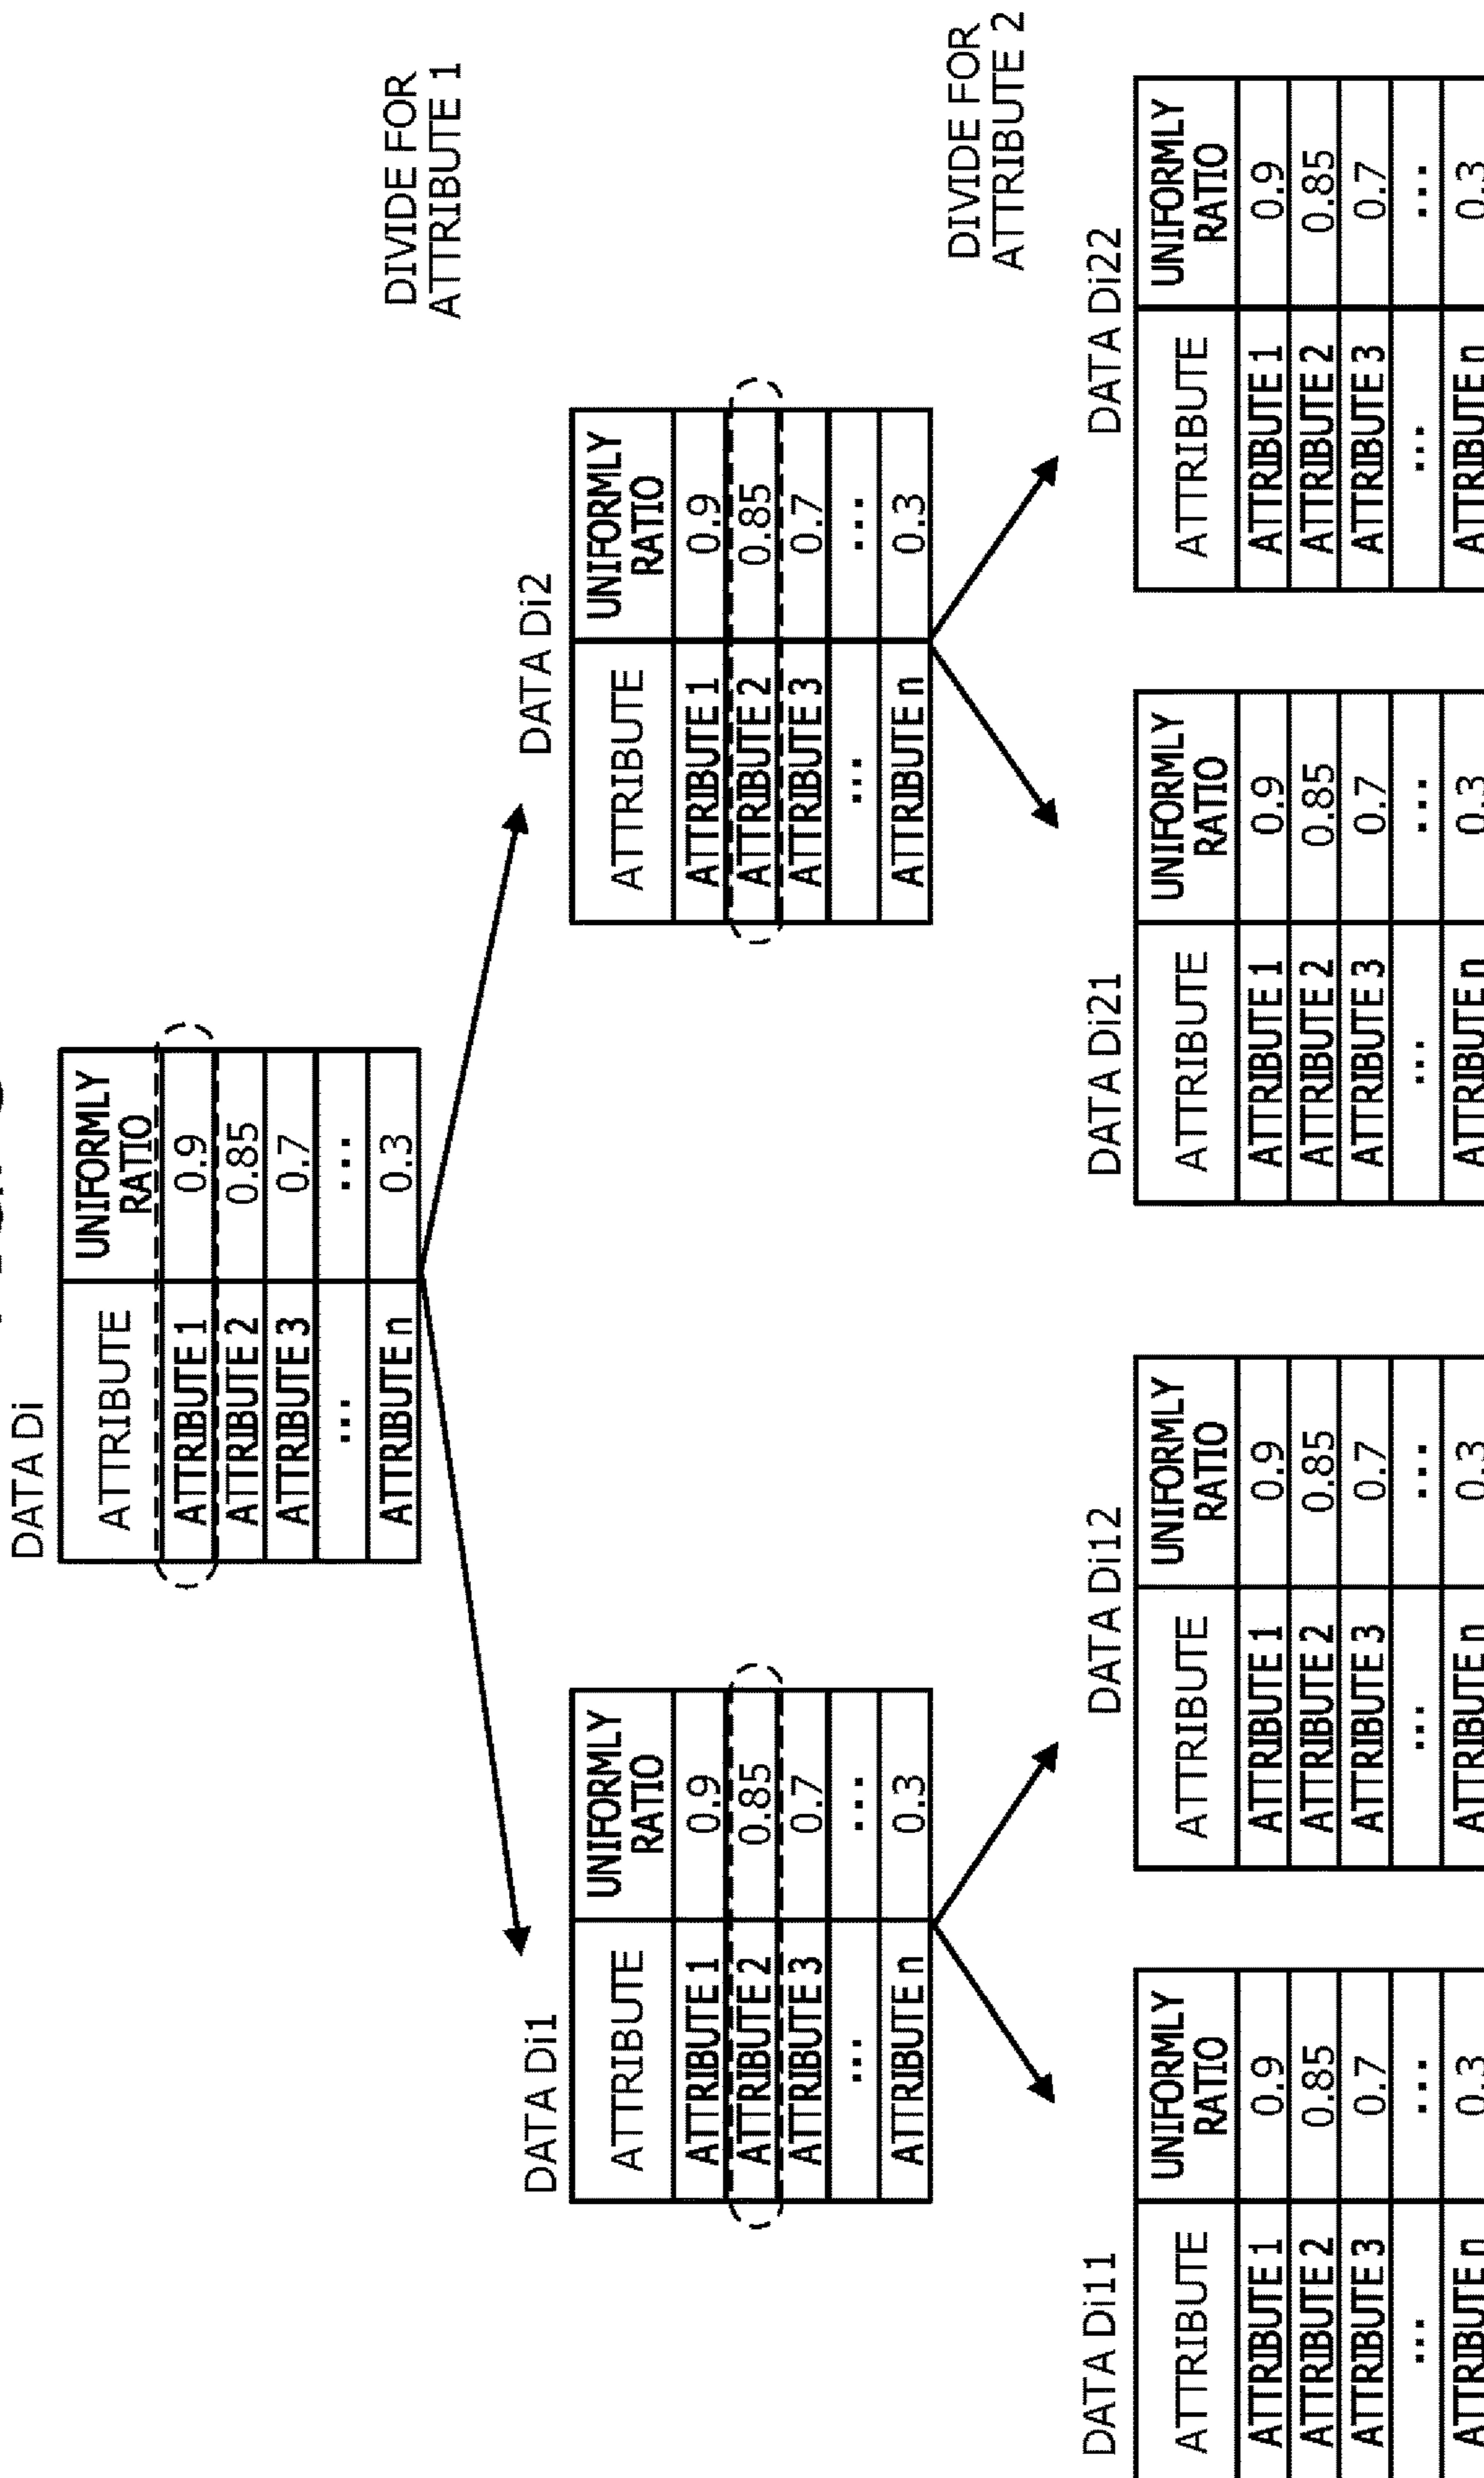 DATA Di
ATTRIBUTE UNIFORMLY RATIO
ATTRIBUTE 1 0.9
ATTRIBUTE 2 0.85
ATTRIBUTE 3 0.7
... ...
ATTRIBUTE n 0.3
DIVIDE FOR
ATTRIBUTE 1
DATA Di1
ATTRIBUTE UNIFORMLY RATIO
ATTRIBUTE 1 0.9
ATTRIBUTE 2 0.85
ATTRIBUTE 3 0.7
... ...
ATTRIBUTE n 0.3
DATA Di2
ATTRIBUTE UNIFORMLY RATIO
ATTRIBUTE 1 0.9
ATTRIBUTE 2 0.85
ATTRIBUTE 3 0.7
... ...
ATTRIBUTE n 0.3
DIVIDE FOR
ATTRIBUTE 2
DATA Di11
ATTRIBUTE UNIFORMLY RATIO
ATTRIBUTE 1 0.9
ATTRIBUTE 2 0.85
ATTRIBUTE 3 0.7
... ...
ATTRIBUTE n 0.3
DATA Di12
ATTRIBUTE UNIFORMLY RATIO
ATTRIBUTE 1 0.9
ATTRIBUTE 2 0.85
ATTRIBUTE 3 0.7
... ...
ATTRIBUTE n 0.3
DATA Di21
ATTRIBUTE UNIFORMLY RATIO
ATTRIBUTE 1 0.9
ATTRIBUTE 2 0.85
ATTRIBUTE 3 0.7
... ...
ATTRIBUTE n 0.3
DATA Di22
ATTRIBUTE UNIFORMLY RATIO
ATTRIBUTE 1 0.9
ATTRIBUTE 2 0.85
ATTRIBUTE 3 0.7
... ...
ATTRIBUTE n 0.3